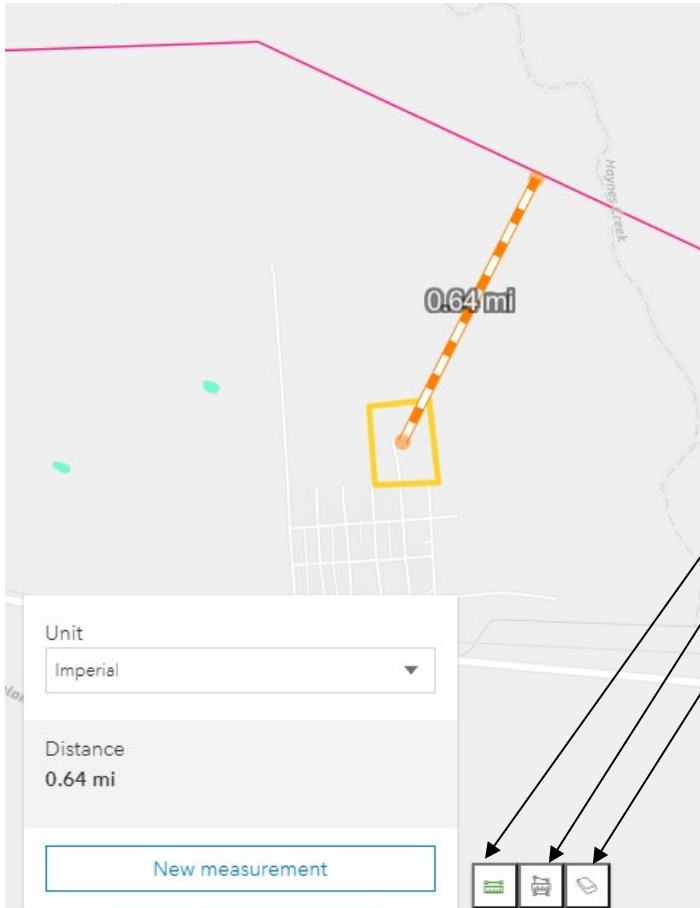 Haynes Creek
0.64 mi
Unit
Imperial
Distance
0.64 mi
New measurement